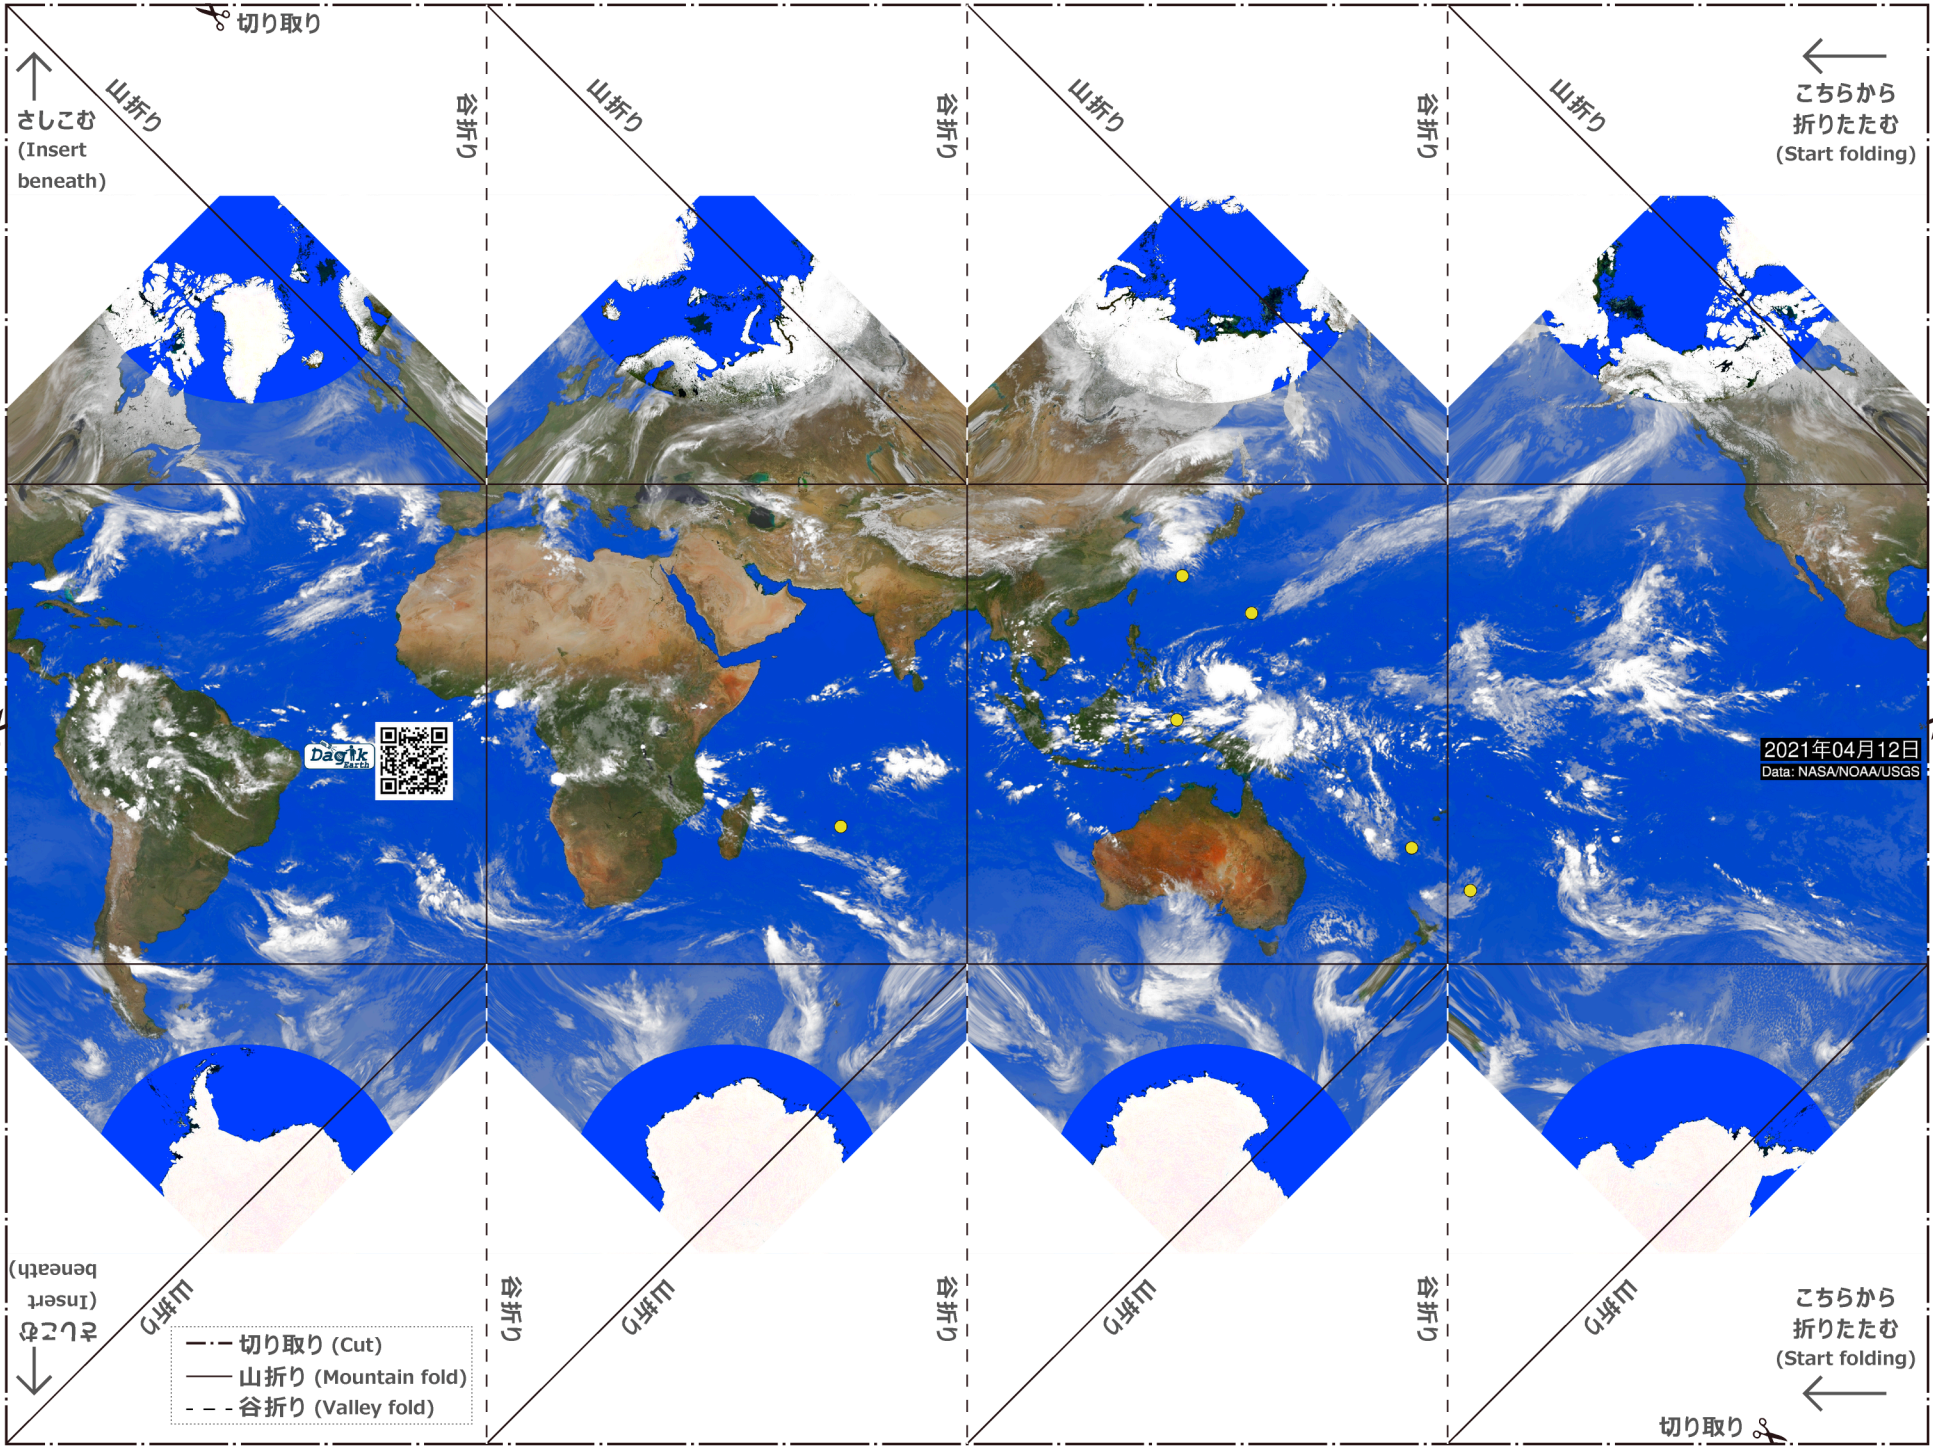 切り取り
山折り
谷折り
山折り
谷折り
山折り
谷折り
山折り
さしこむ
(Insert
beneath)
こちらから
折りたたむ
(Start folding)
Dagik
Earth
2021年04月12日
Data: NASA/NOAA/USGS
さしこむ
(Insert
beneath)
山折り
谷折り
山折り
谷折り
山折り
谷折り
山折り
切り取り (Cut)
山折り (Mountain fold)
谷折り (Valley fold)
こちらから
折りたたむ
(Start folding)
切り取り